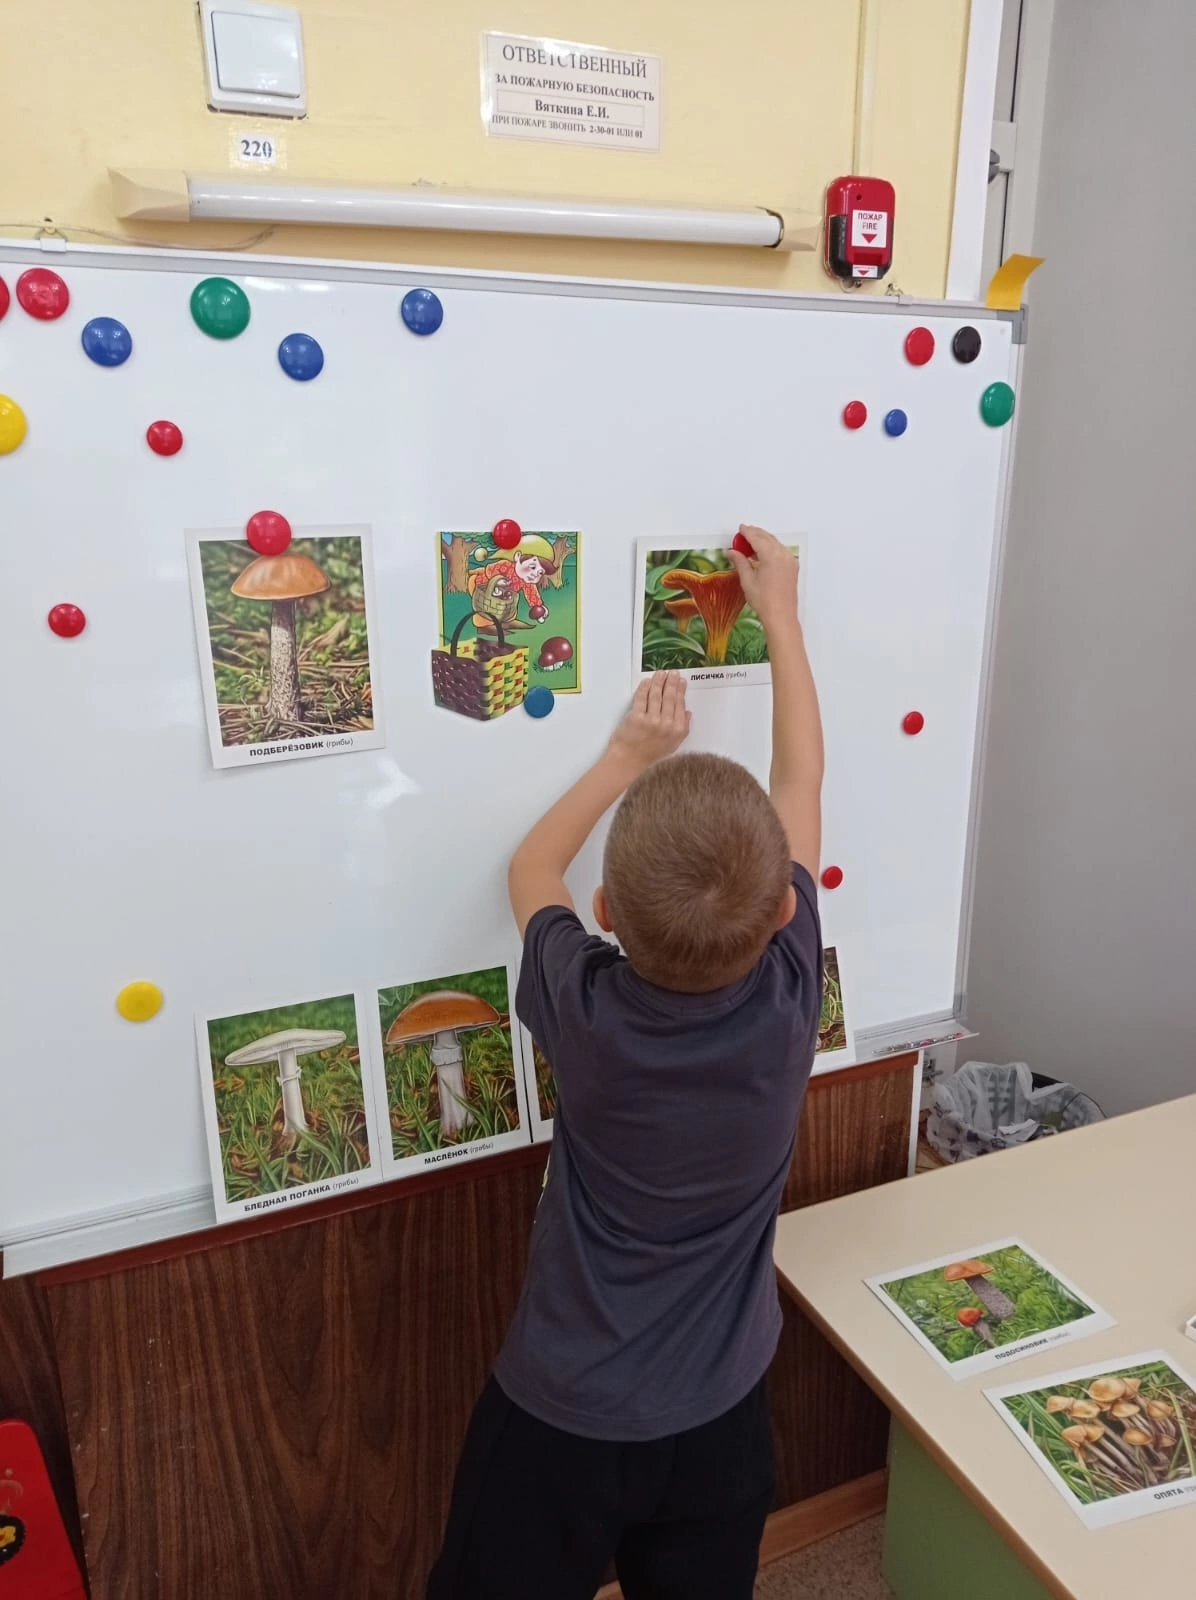 ОТВЕТСТВЕННЫЙ
ЗА ПОЖАРНУЮ БЕЗОПАСНОСТЬ
Вяткина Е.И.
ПРИ ПОЖАРЕ ЗВОНИТЬ 2-30-01 ИЛИ 01
220
ПОЖАР
FIRE
ПОДБЕРЁЗОВИК (грибы)
ЛИСИЧКА (грибы)
БЛЕДНАЯ ПОГАНКА (грибы)
МАСЛЁНОК (грибы)
ПОДОСИНОВИК (грибы)
ОПЯТА